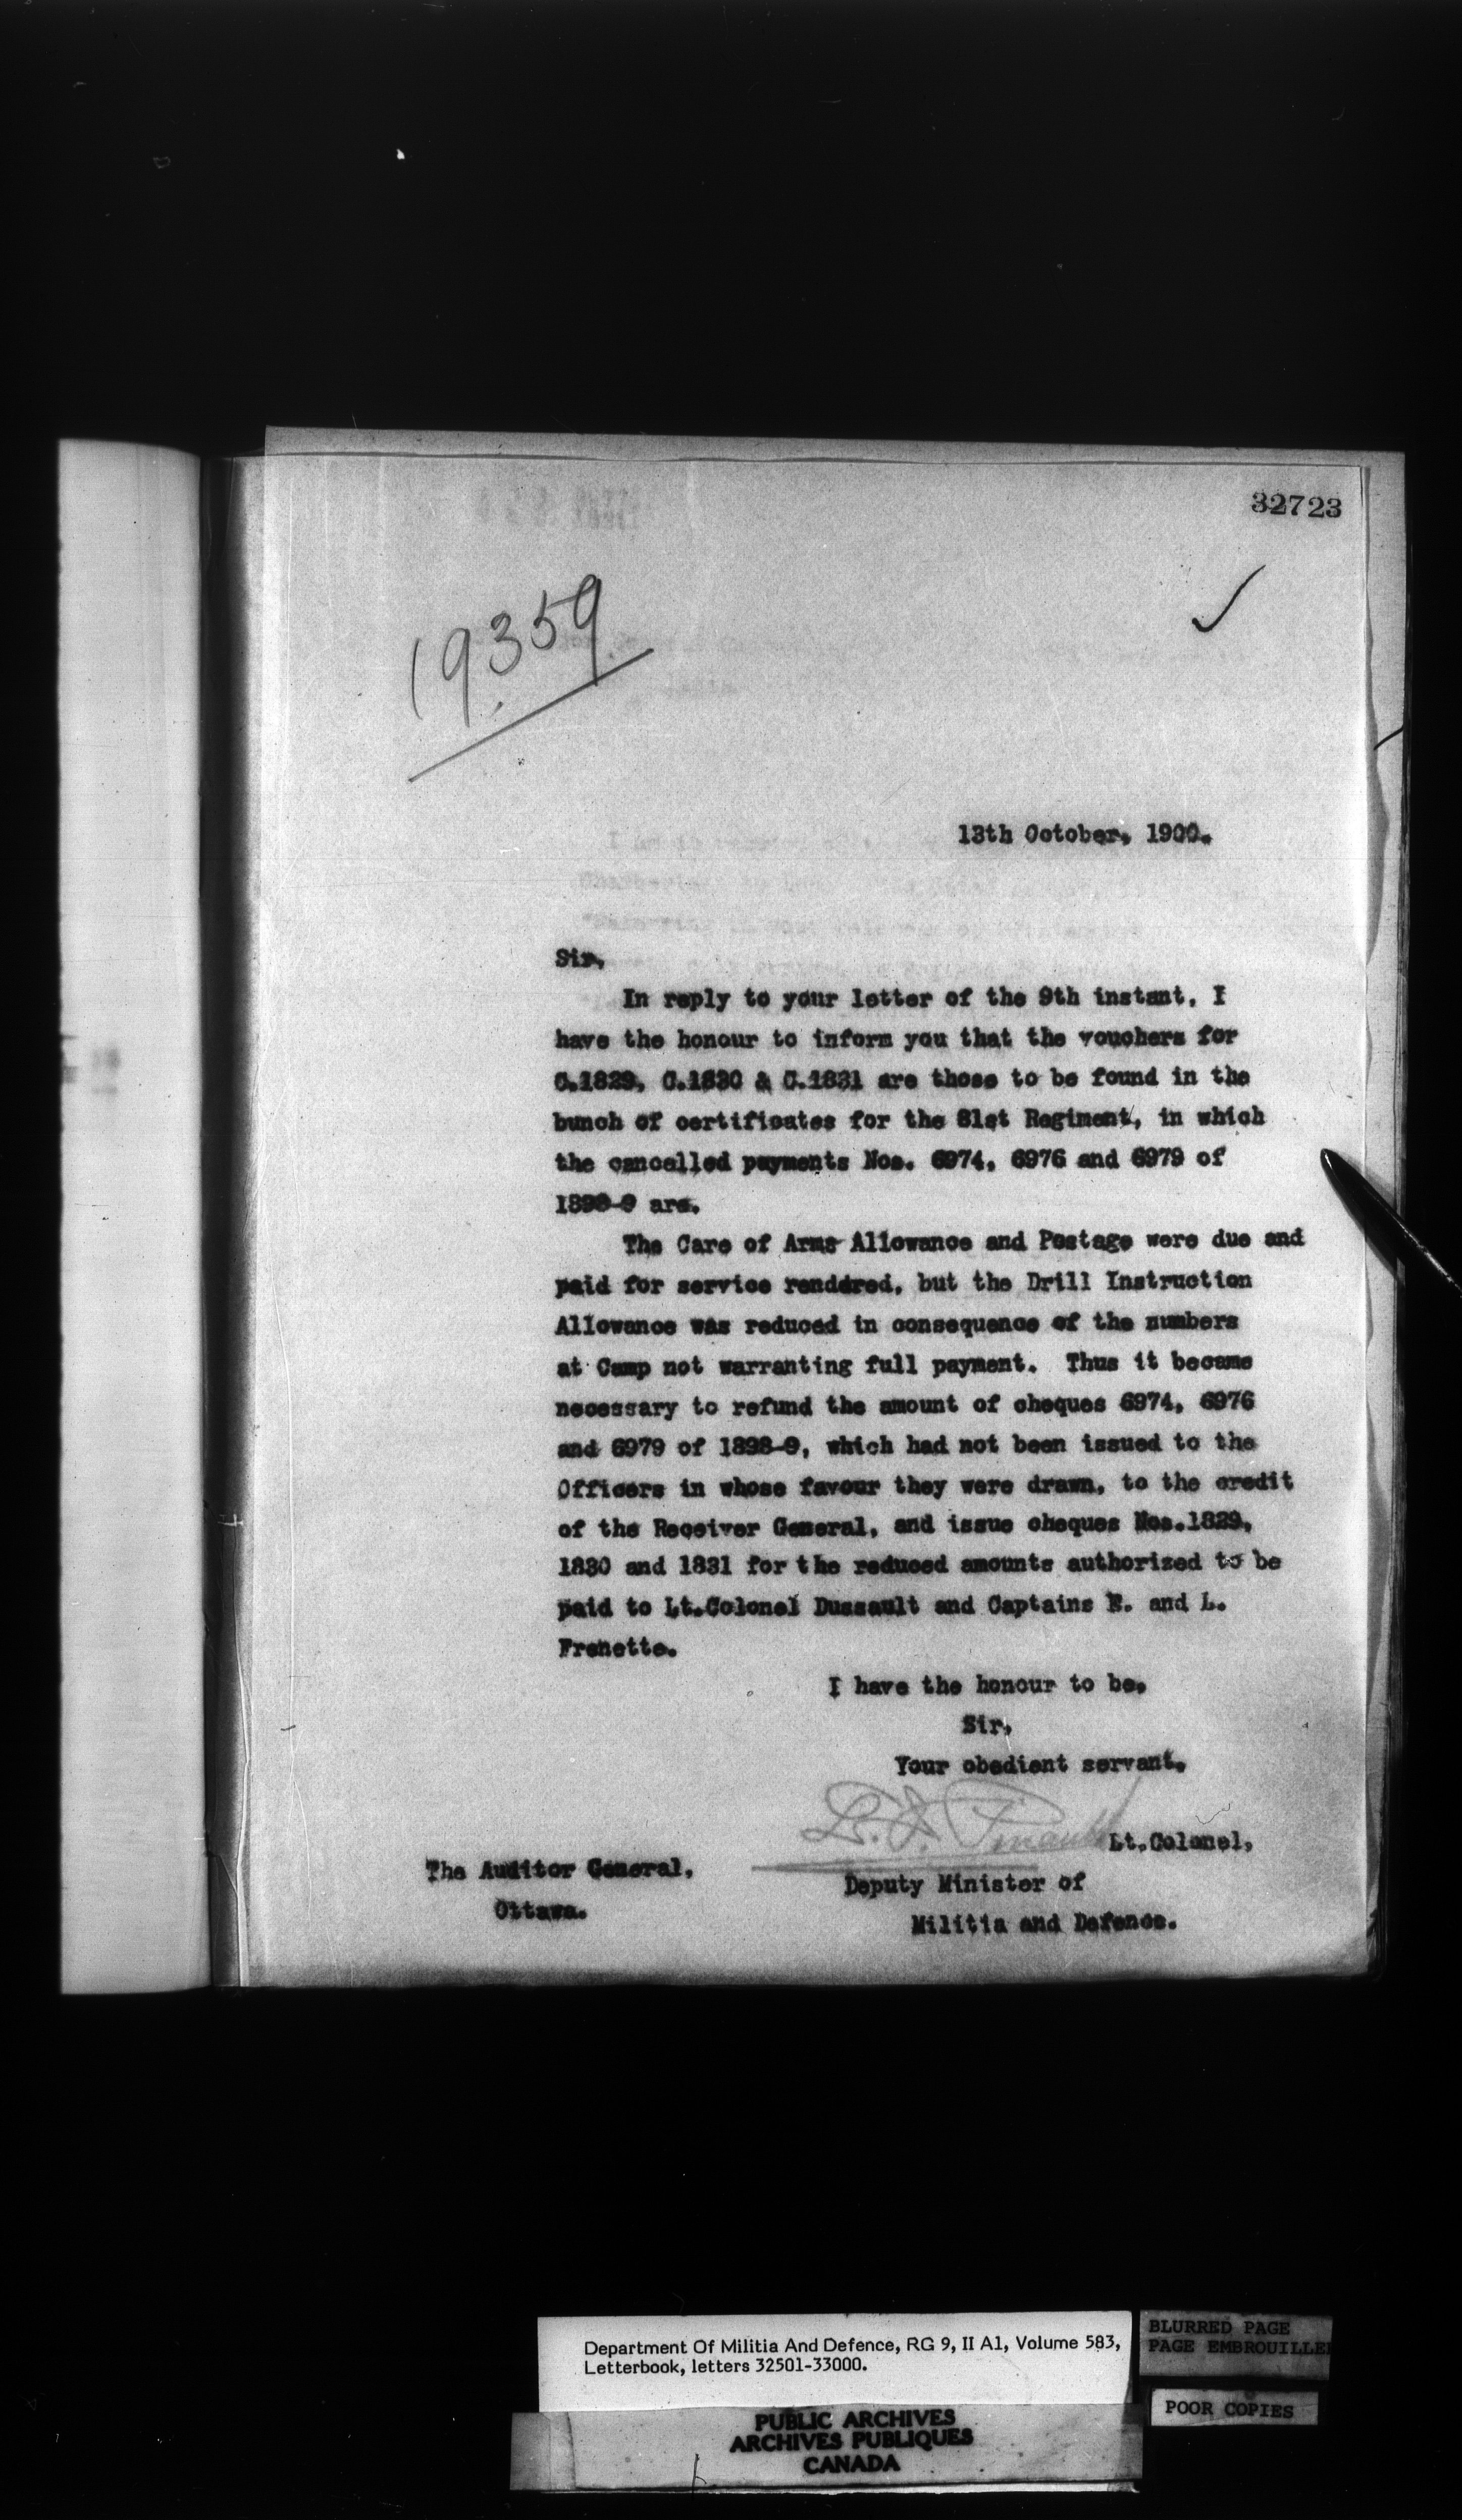 32723
19359
13th October, 1900.
Sir,
In reply to your letter of the 9th instant, I
have the honour to inform you that the vouchers for
C.1829, C.1830 & C.1831 are those to be found in the
bunch of certificates for the 81st Regiment, in which
the cancelled payments Nos. 6974, 6976 and 6979 of
1898-9 are.
The Care of Arms Allowance and Postage were due and
paid for service rendered, but the Drill Instruction
Allowance was reduced in consequence of the numbers
at Camp not warranting full payment. Thus it became
necessary to refund the amount of cheques 6974, 6976
and 6979 of 1898-9, which had not been issued to the
Officers in whose favour they were drawn, to the credit
of the Receiver General, and issue cheques Nos.1829,
1830 and 1831 for the reduced amounts authorized to be
paid to Lt.Colonel Dussault and Captains E. and L.
Frenette.
I have the honour to be,
Sir,
Your obedient servant,
L. F. Pinault Lt.Colonel,
The Auditor General,
Deputy Minister of
Ottawa.
Militia and Defence.
Department Of Militia And Defence, RG 9, II A1, Volume 583,
Letterbook, letters 32501-33000.
BLURRED PAGE
PAGE EMBROUILLEE
POOR COPIES
PUBLIC ARCHIVES
ARCHIVES PUBLIQUES
CANADA